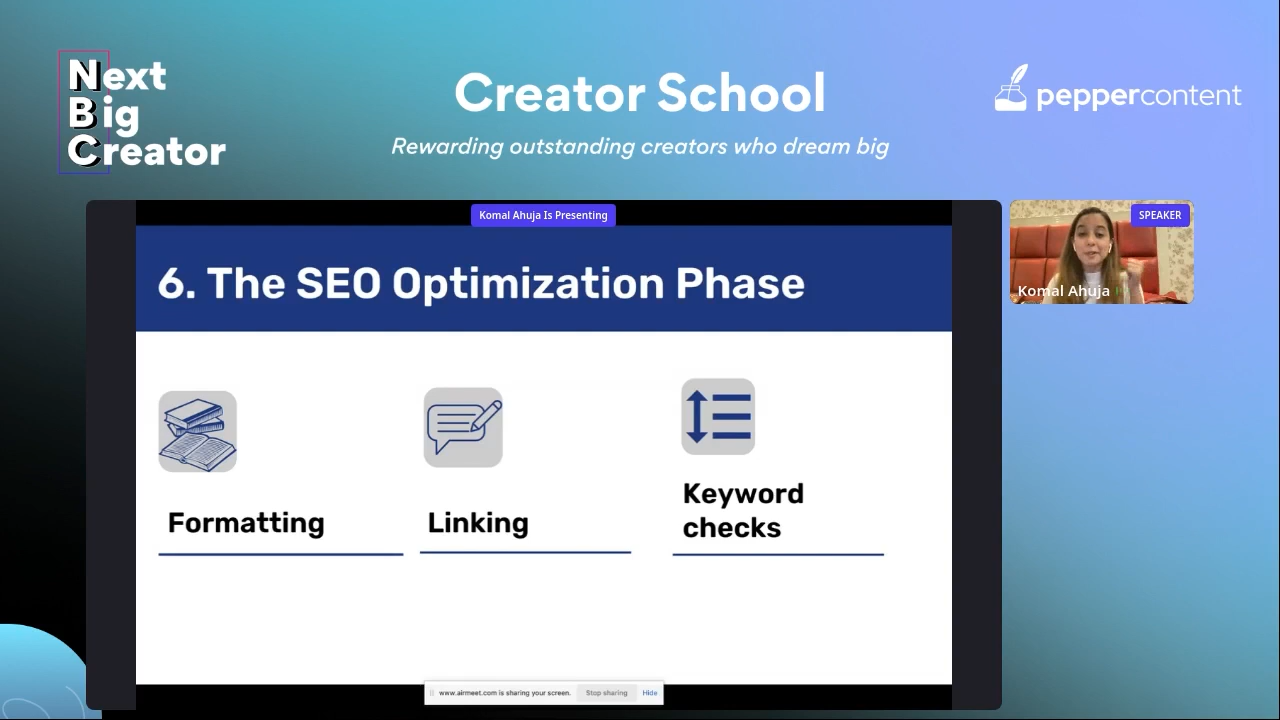 Next
Big
Creator
Creator School
Rewarding outstanding creators who dream big
peppercontent
Komal Ahuja Is Presenting
SPEAKER
Komal Ahuja
6. The SEO Optimization Phase
Formatting
Linking
Keyword
checks
www.airmeet.com is sharing your screen.
Stop sharing
Hide